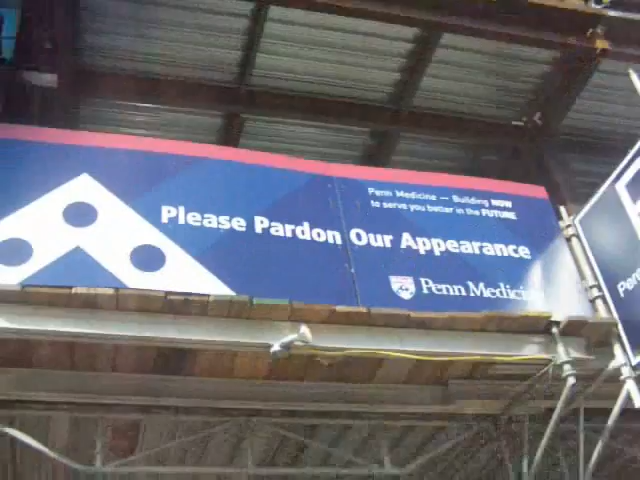 Penn Medicine — Building NOW
to serve you better in the FUTURE
Please Pardon Our Appearance
Penn Medicine